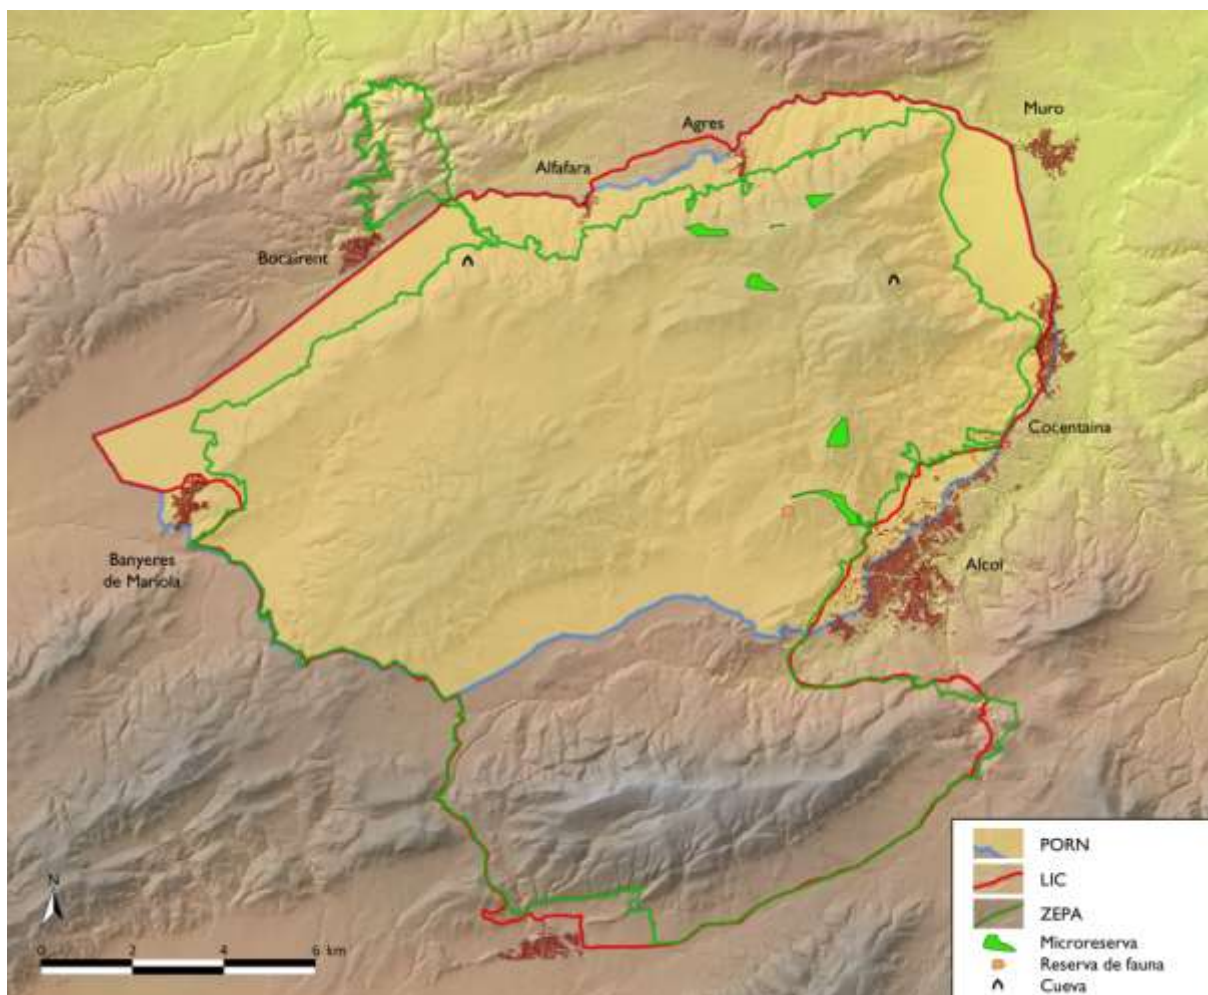 Muro
Agres
Alfafara
Bocairent
Cocentaina
Banyeres
de Mariola
Alcoi
PORN
LIC
ZEPA
Microreserva
Reserva de fauna
Cueva
N
0 2 4 6 km